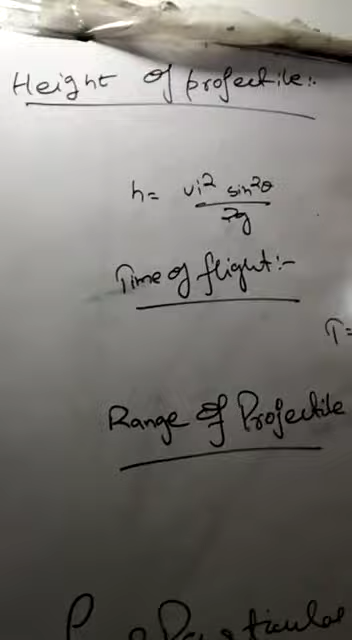 Height of projectile:-
h= vi² sin²θ
2g
Time of flight:-
T=
Range of Projectile